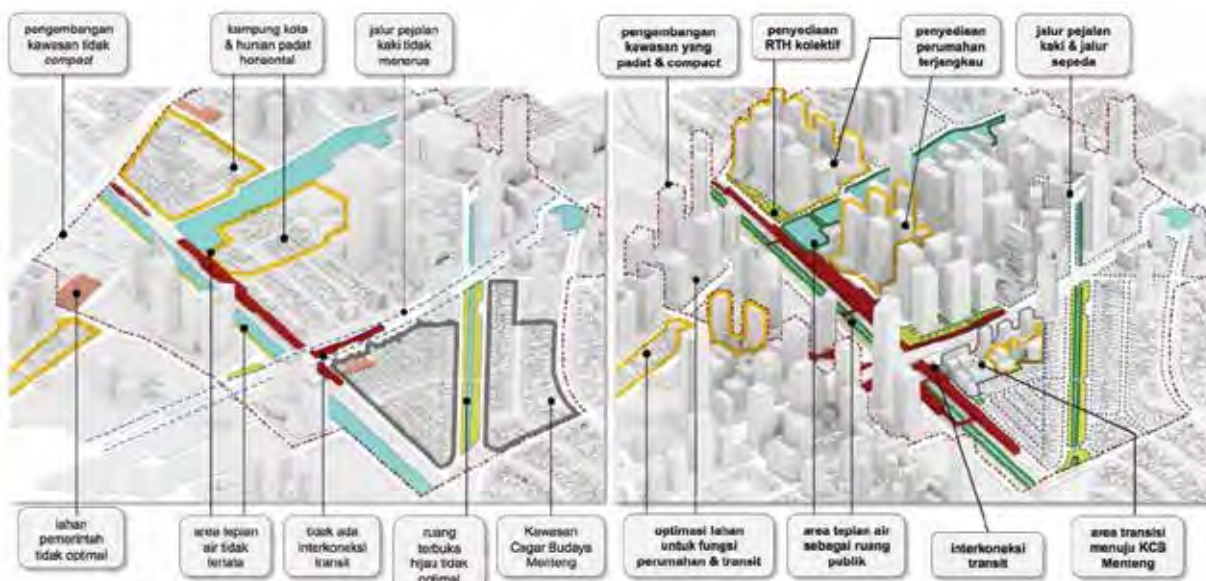 pengembangan
kawasan tidak
compact
kampung kota
& hunian padat
horisontal
jalur pejalan
kaki tidak
menerus
pengembangan
kawasan yang
padat & compact
penyediaan
RTH kolektif
penyediaan
perumahan
terjangkau
jalur pejalan
kaki & jalur
sepeda
lahan
pemerintah
tidak optimal
area tepian
air tidak
tertata
tidak ada
interkoneksi
transit
ruang
terbuka
hijau tidak
optimal
Kawasan
Cagar Budaya
Menteng
optimasi lahan
untuk fungsi
perumahan & transit
area tepian air
sebagai ruang
publik
interkoneksi
transit
area transisi
menuju KCB
Menteng